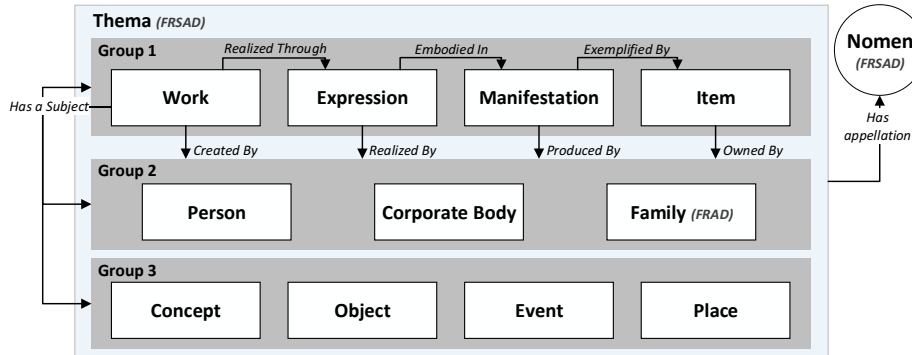 Thema (FRSAD)
Group 1
Realized Through
Embodied In
Exemplified By
Nomen
(FRSAD)
Work
Expression
Manifestation
Item
Has a Subject
Has
appellation
Created By
Realized By
Produced By
Owned By
Group 2
Person
Corporate Body
Family (FRAD)
Group 3
Concept
Object
Event
Place